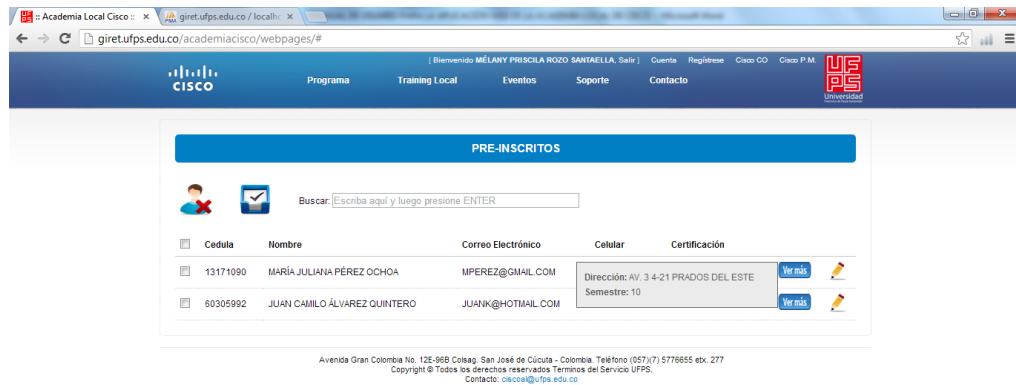 :: Academia Local Cisco ::
giret.ufps.edu.co / localho
giret.ufps.edu.co/academiacisco/webpages/#
[ Bienvenido MÉLANY PRISCILA ROZO SANTAELLA, Salir ] Cuenta Regístrese Cisco CO Cisco P.M.
CISCO
Programa Training Local Eventos Soporte Contacto
UFPS
Universidad
PRE-INSCRITOS
Buscar: Escriba aquí y luego presione ENTER
Cedula Nombre Correo Electrónico Celular Certificación
13171090 MARÍA JULIANA PÉREZ OCHOA MPEREZ@GMAIL.COM Ver más
Dirección: AV. 3 4-21 PRADOS DEL ESTE
Semestre: 10
60305992 JUAN CAMILO ÁLVAREZ QUINTERO JUANK@HOTMAIL.COM Ver más
Avenida Gran Colombia No. 12E-96B Colsag. San José de Cúcuta - Colombia. Teléfono (057)(7) 5776655 etx. 277
Copyright © Todos los derechos reservados Terminos del Servicio UFPS.
Contacto: ciscoal@ufps.edu.co